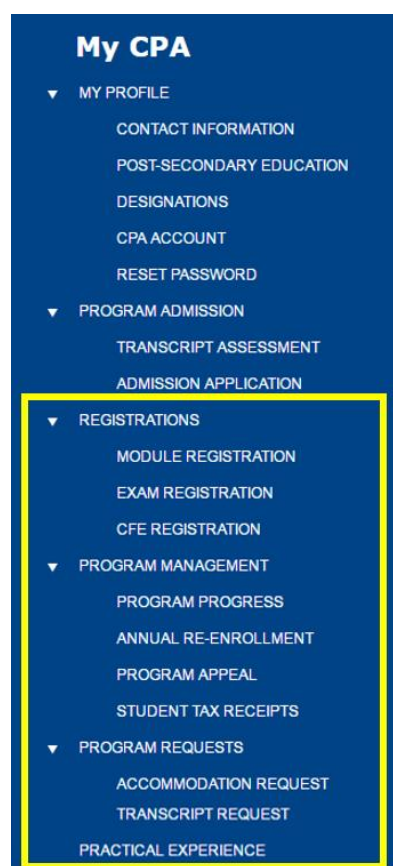 My CPA
MY PROFILE
CONTACT INFORMATION
POST-SECONDARY EDUCATION
DESIGNATIONS
CPA ACCOUNT
RESET PASSWORD
PROGRAM ADMISSION
TRANSCRIPT ASSESSMENT
ADMISSION APPLICATION
REGISTRATIONS
MODULE REGISTRATION
EXAM REGISTRATION
CFE REGISTRATION
PROGRAM MANAGEMENT
PROGRAM PROGRESS
ANNUAL RE-ENROLLMENT
PROGRAM APPEAL
STUDENT TAX RECEIPTS
PROGRAM REQUESTS
ACCOMMODATION REQUEST
TRANSCRIPT REQUEST
PRACTICAL EXPERIENCE